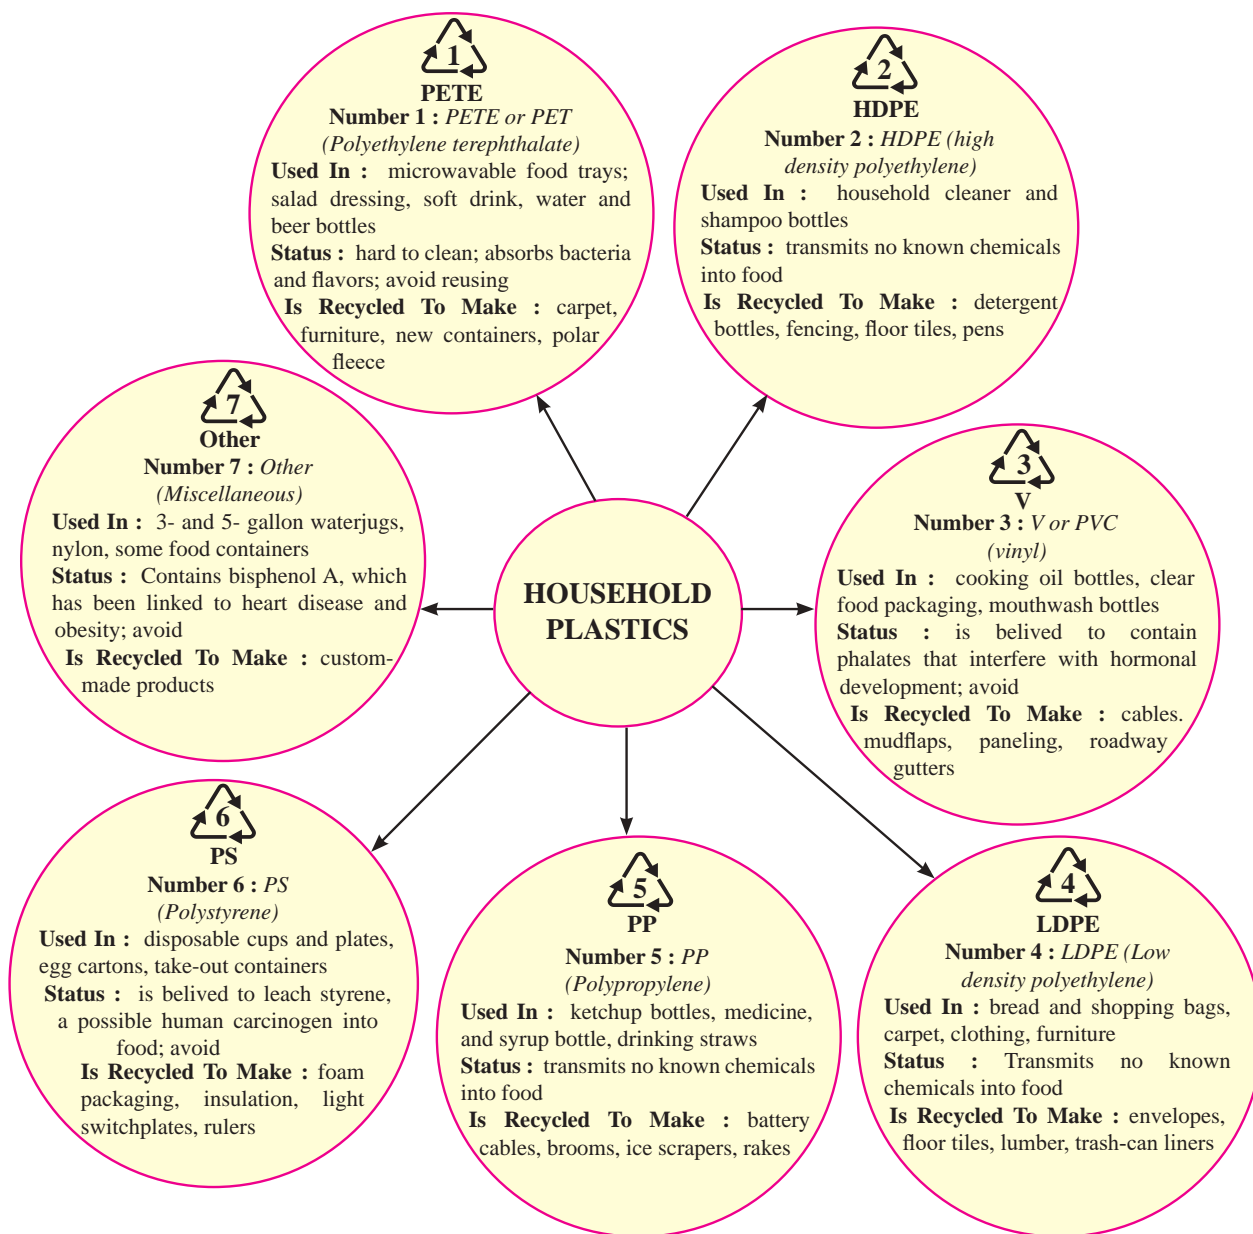 1
PETE
Number 1 : PETE or PET
(Polyethylene terephthalate)
Used In : microwavable food trays;
salad dressing, soft drink, water and
beer bottles
Status : hard to clean; absorbs bacteria
and flavors; avoid reusing
Is Recycled To Make : carpet,
furniture, new containers, polar
fleece
2
HDPE
Number 2 : HDPE (high
density polyethylene)
Used In : household cleaner and
shampoo bottles
Status : transmits no known chemicals
into food
Is Recycled To Make : detergent
bottles, fencing, floor tiles, pens
7
Other
Number 7 : Other
(Miscellaneous)
Used In : 3- and 5- gallon waterjugs,
nylon, some food containers
Status : Contains bisphenol A, which
has been linked to heart disease and
obesity; avoid
Is Recycled To Make : custom-
made products
HOUSEHOLD
PLASTICS
3
V
Number 3 : V or PVC
(vinyl)
Used In : cooking oil bottles, clear
food packaging, mouthwash bottles
Status : is belived to contain
phalates that interfere with hormonal
development; avoid
Is Recycled To Make : cables.
mudflaps, paneling, roadway
gutters
6
PS
Number 6 : PS
(Polystyrene)
Used In : disposable cups and plates,
egg cartons, take-out containers
Status : is belived to leach styrene,
a possible human carcinogen into
food; avoid
Is Recycled To Make : foam
packaging, insulation, light
switchplates, rulers
5
PP
Number 5 : PP
(Polypropylene)
Used In : ketchup bottles, medicine,
and syrup bottle, drinking straws
Status : transmits no known chemicals
into food
Is Recycled To Make : battery
cables, brooms, ice scrapers, rakes
4
LDPE
Number 4 : LDPE (Low
density polyethylene)
Used In : bread and shopping bags,
carpet, clothing, furniture
Status : Transmits no known
chemicals into food
Is Recycled To Make : envelopes,
floor tiles, lumber, trash-can liners